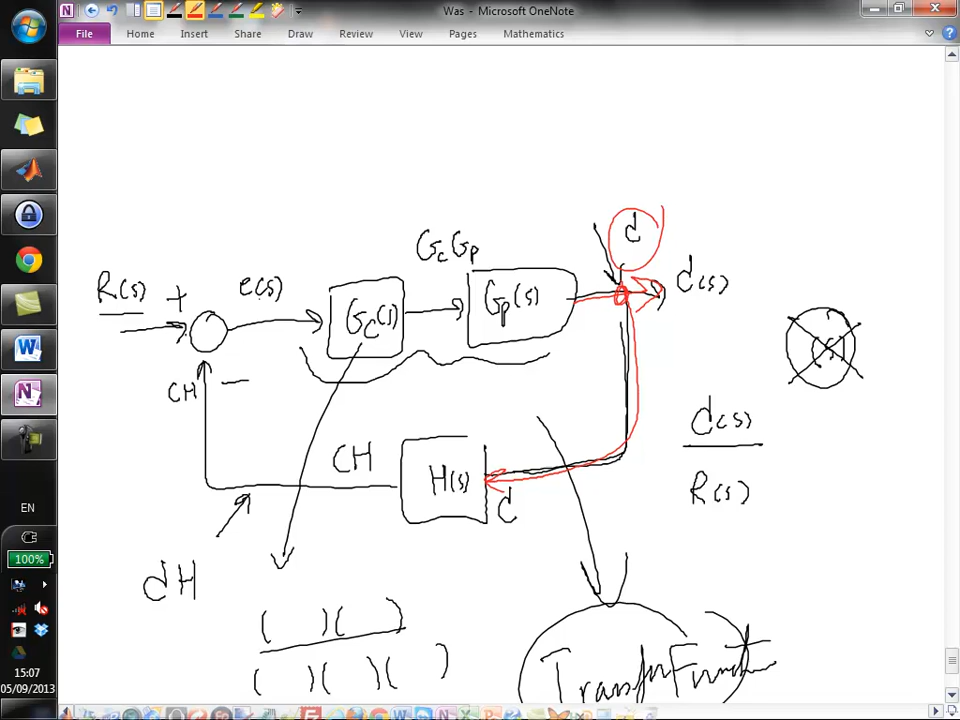 Was - Microsoft OneNote
File Home Insert Share Draw Review View Pages Mathematics
d
GcGp
R(s) + e(s) Gc(s) Gp(s) d(s)
(s)
CH −
CH H(s) d
d(s)
R(s)
dH
( )( )
( )( )( )
Transfer Function
EN
100%
15:07
05/09/2013